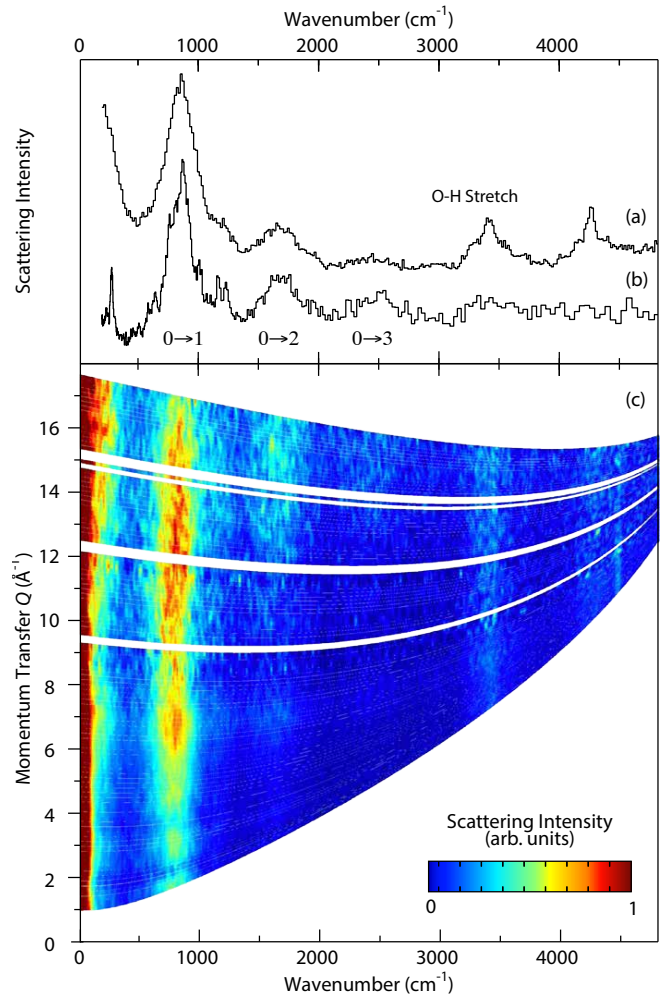 Wavenumber (cm⁻¹)
0 1000 2000 3000 4000
Scattering Intensity
O-H Stretch
(a)
(b)
0→1 0→2 0→3
(c)
Momentum Transfer Q (Å⁻¹)
16
14
12
10
8
6
4
2
0
Scattering Intensity
(arb. units)
0 1
0 1000 2000 3000 4000
Wavenumber (cm⁻¹)